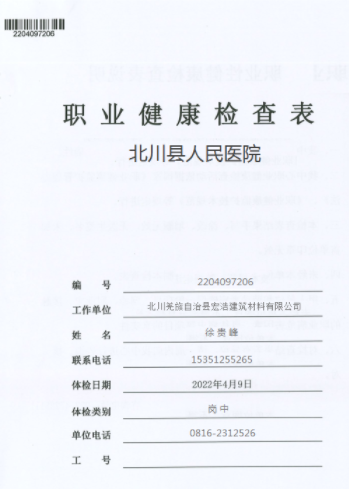 2204097206
职业健康检查表
北川县人民医院
编 号 2204097206
工作单位 北川羌族自治县宏浩建筑材料有限公司
姓 名 徐贵峰
联系电话 15351255265
体检日期 2022年4月9日
体检类别 岗中
单位电话 0816-2312526
工 号